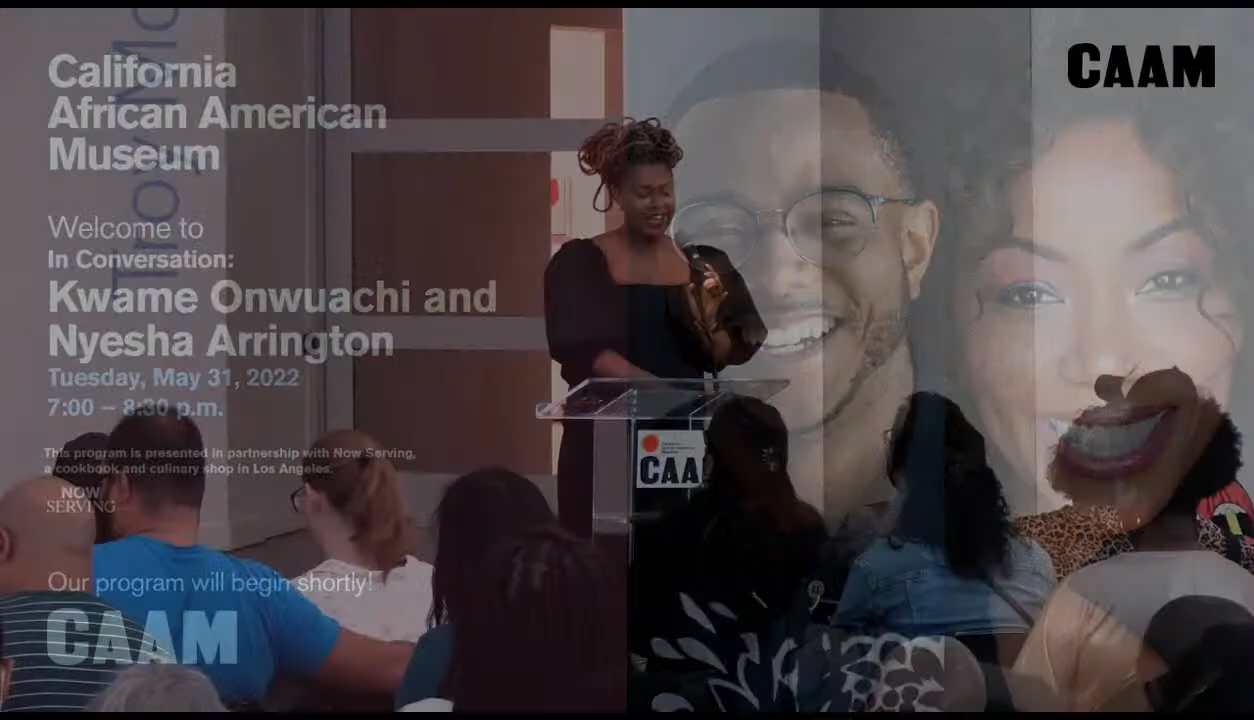 California
African American
Museum
CAAM
Troy Mo
Welcome to
In Conversation:
Kwame Onwuachi and
Nyesha Arrington
Tuesday, May 31, 2022
7:00 – 8:30 p.m.
This program is presented in partnership with Now Serving,
a cookbook and culinary shop in Los Angeles.
NOW
SERVING
CAA
Our program will begin shortly!
CAAM